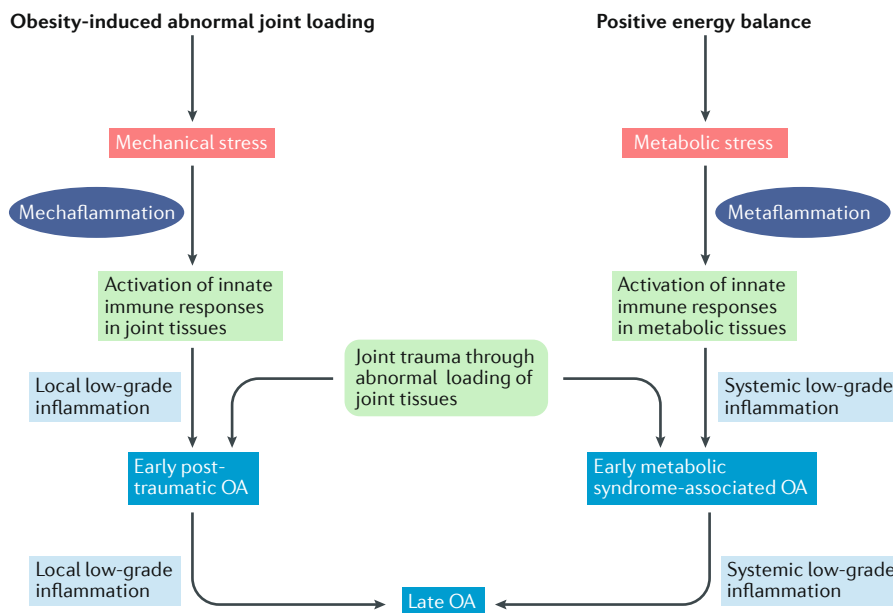 Obesity-induced abnormal joint loading
Positive energy balance
Mechanical stress
Metabolic stress
Mechaflammation
Metaflammation
Activation of innate
immune responses
in joint tissues
Activation of innate
immune responses
in metabolic tissues
Joint trauma through
abnormal loading of
joint tissues
Local low-grade
inflammation
Systemic low-grade
inflammation
Early post-
traumatic OA
Early metabolic
syndrome-associated OA
Local low-grade
inflammation
Systemic low-grade
inflammation
Late OA